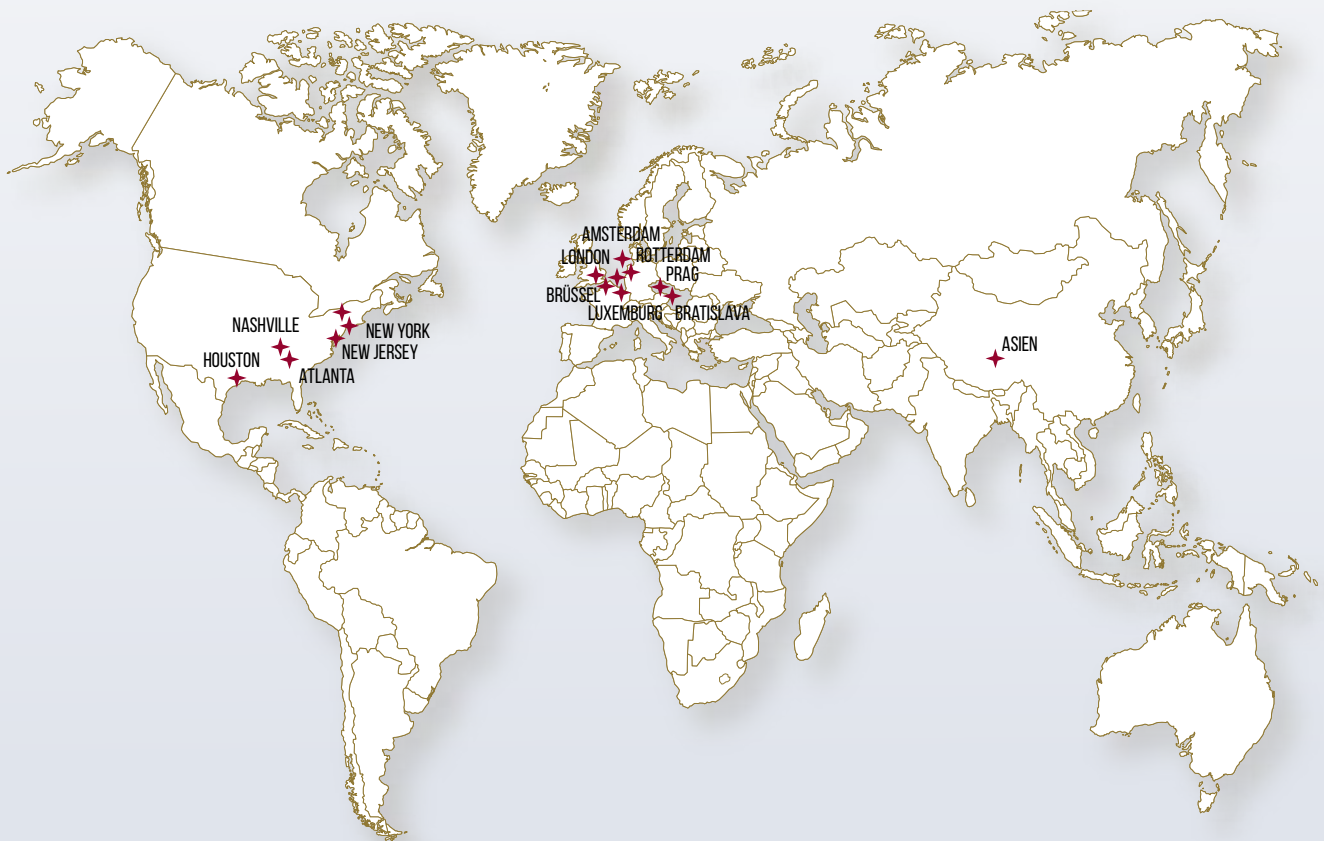 AMSTERDAM
LONDON
ROTTERDAM
PRAG
BRÜSSEL
LUXEMBURG
BRATISLAVA
NASHVILLE
NEW YORK
NEW JERSEY
HOUSTON
ATLANTA
ASIEN